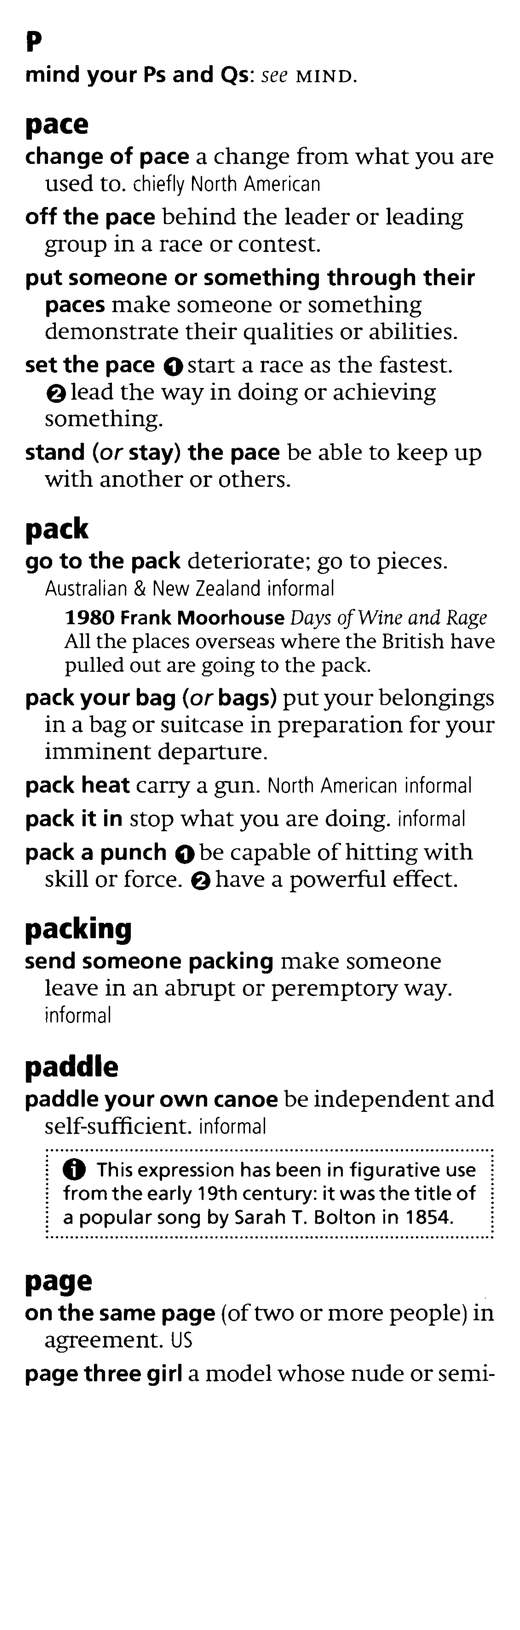 P
mind your Ps and Qs: see MIND.
pace
change of pace a change from what you are
used to. chiefly North American
off the pace behind the leader or leading
group in a race or contest.
put someone or something through their
paces make someone or something
demonstrate their qualities or abilities.
set the pace ❶ start a race as the fastest.
❷ lead the way in doing or achieving
something.
stand (or stay) the pace be able to keep up
with another or others.
pack
go to the pack deteriorate; go to pieces.
Australian & New Zealand informal
1980 Frank Moorhouse Days of Wine and Rage
All the places overseas where the British have
pulled out are going to the pack.
pack your bag (or bags) put your belongings
in a bag or suitcase in preparation for your
imminent departure.
pack heat carry a gun. North American informal
pack it in stop what you are doing. informal
pack a punch ❶ be capable of hitting with
skill or force. ❷ have a powerful effect.
packing
send someone packing make someone
leave in an abrupt or peremptory way.
informal
paddle
paddle your own canoe be independent and
self-sufficient. informal
i This expression has been in figurative use
from the early 19th century: it was the title of
a popular song by Sarah T. Bolton in 1854.
page
on the same page (of two or more people) in
agreement. US
page three girl a model whose nude or semi-